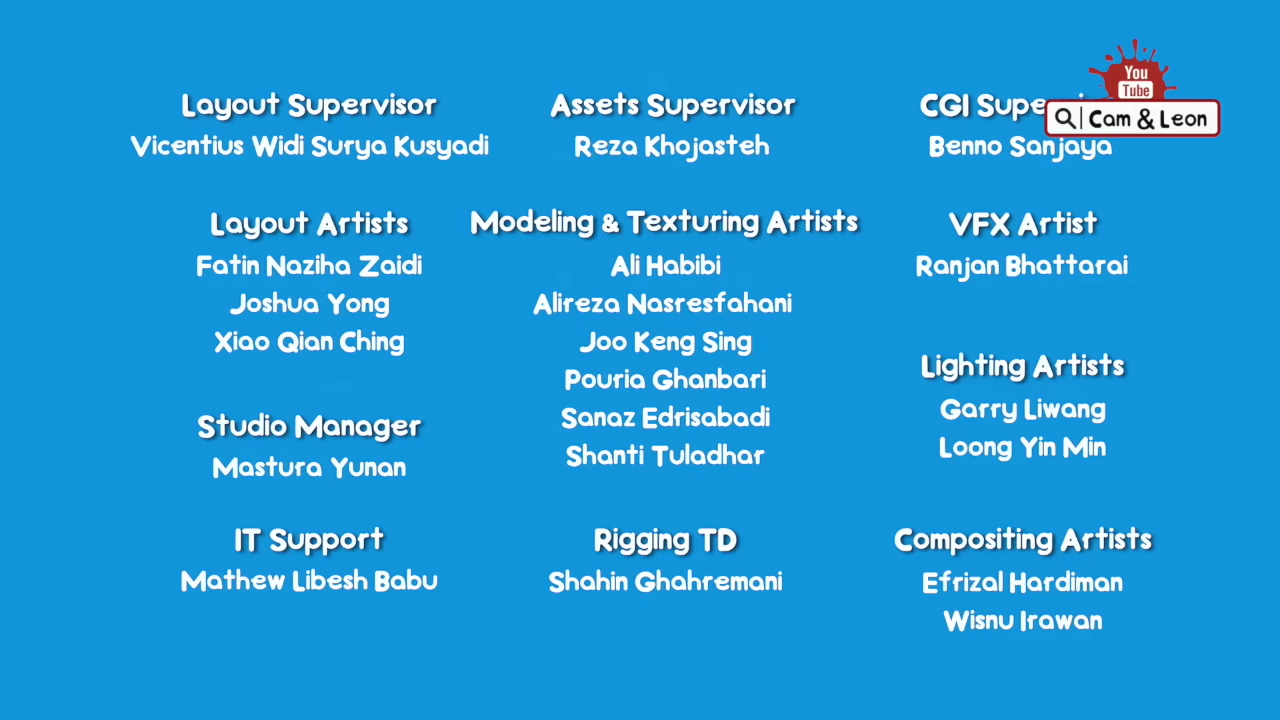 Layout Supervisor
Vicentius Widi Surya Kusyadi
Layout Artists
Fatin Naziha Zaidi
Joshua Yong
Xiao Qian Ching
Studio Manager
Mastura Yunan
IT Support
Mathew Libesh Babu
Assets Supervisor
Reza Khojasteh
Modeling & Texturing Artists
Ali Habibi
Alireza Nasresfahani
Joo Keng Sing
Pouria Ghanbari
Sanaz Edrisabadi
Shanti Tuladhar
Rigging TD
Shahin Ghahremani
CGI
Benno Sanjaya
VFX Artist
Ranjan Bhattarai
Lighting Artists
Garry Liwang
Loong Yin Min
Compositing Artists
Efrizal Hardiman
Wisnu Irawan
You
Tube
Cam & Leon